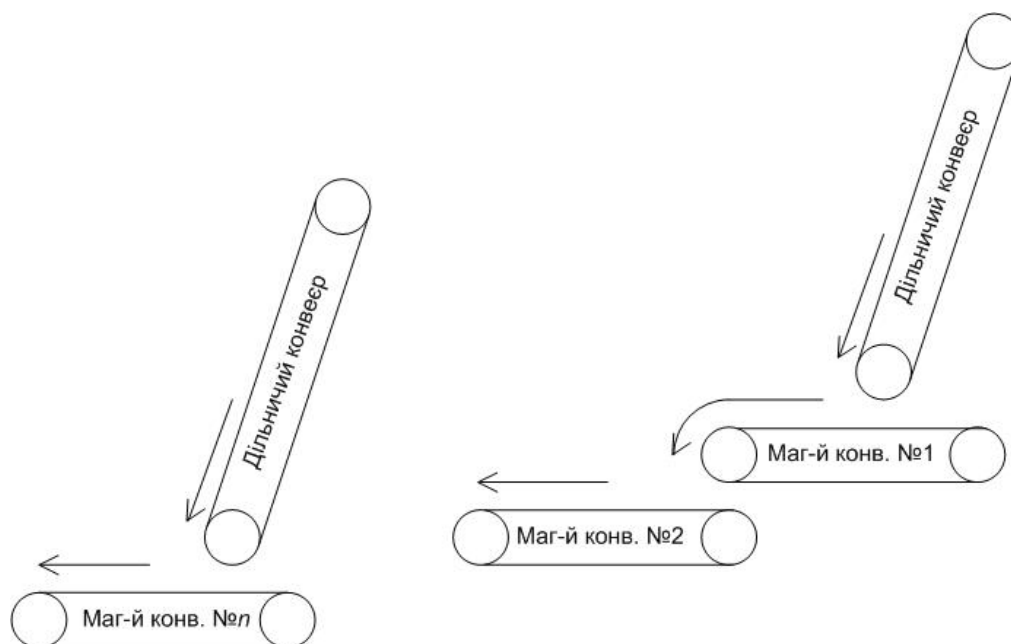 Дільничий конвеєр
Дільничий конвеєр
Маг-й конв. №1
Маг-й конв. №2
Маг-й конв. №n